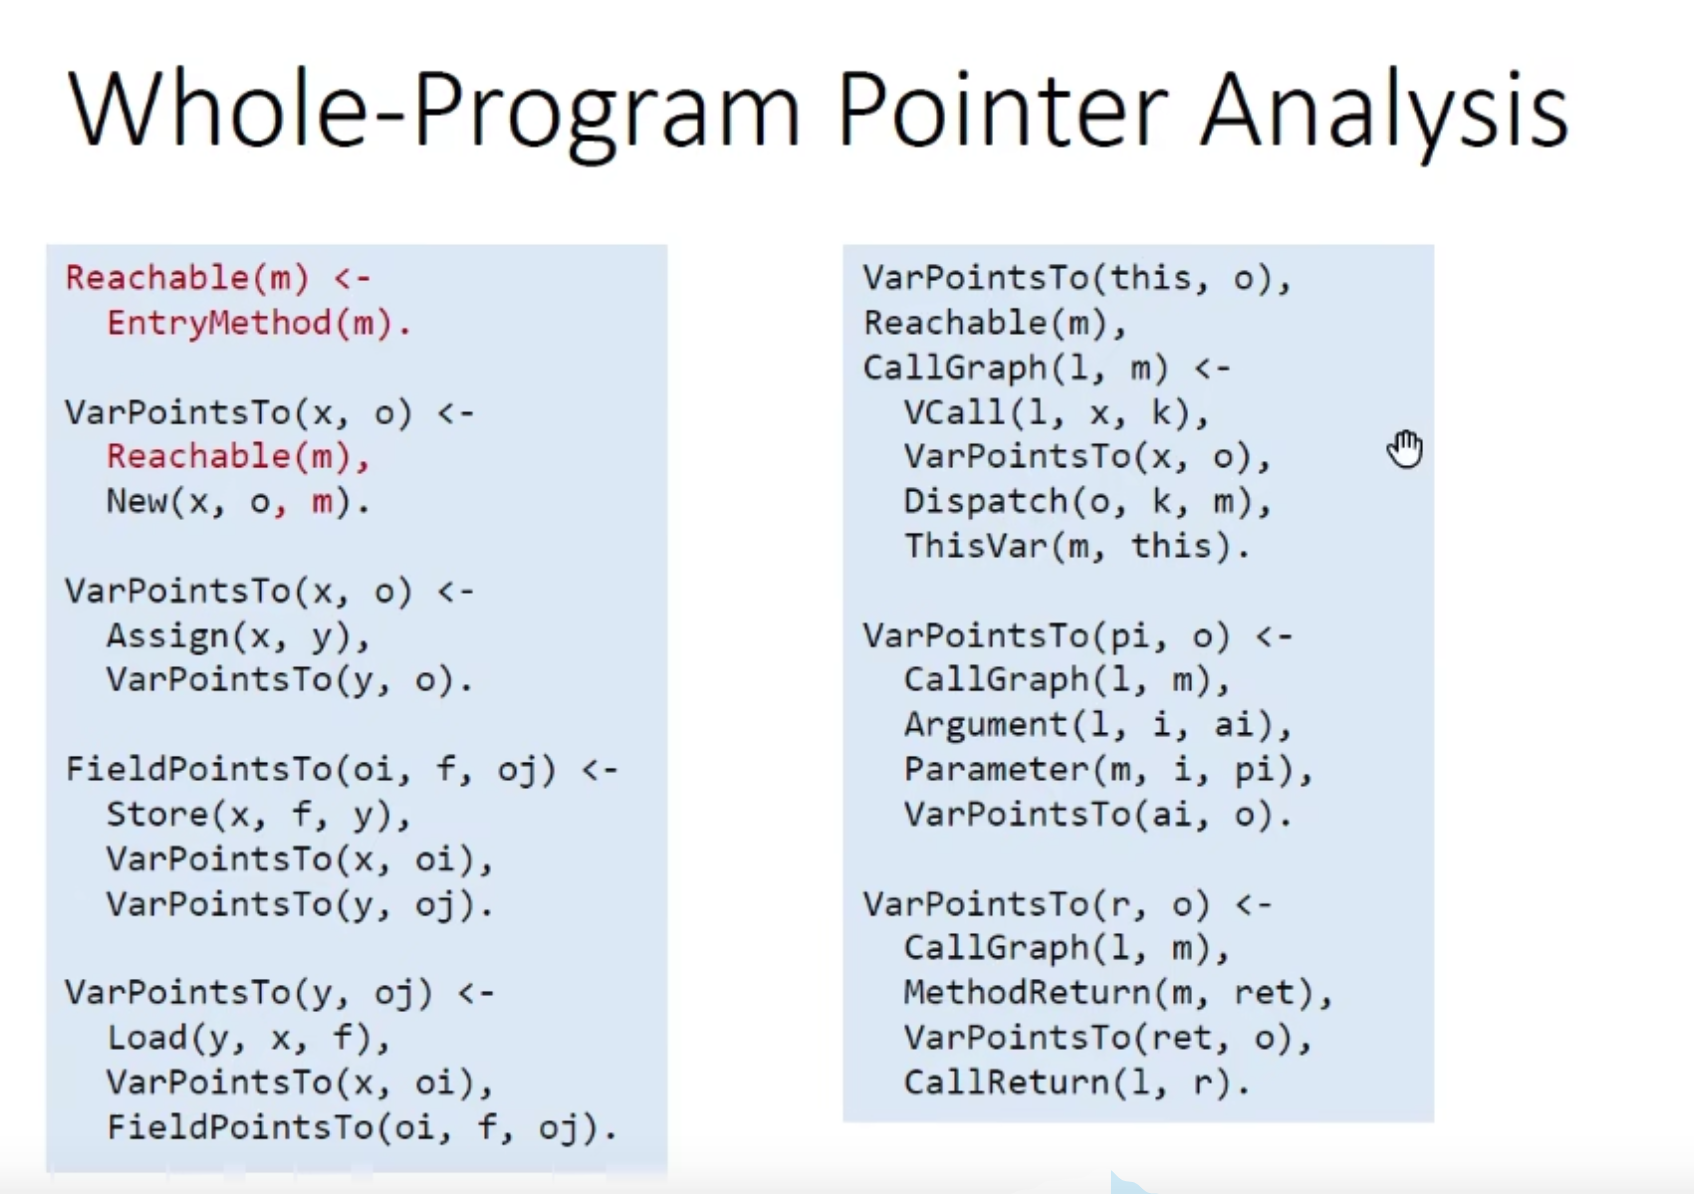 Whole-Program Pointer Analysis
Reachable(m) <-
EntryMethod(m).
VarPointsTo(x, o) <-
Reachable(m),
New(x, o, m).
VarPointsTo(x, o) <-
Assign(x, y),
VarPointsTo(y, o).
FieldPointsTo(oi, f, oj) <-
Store(x, f, y),
VarPointsTo(x, oi),
VarPointsTo(y, oj).
VarPointsTo(y, oj) <-
Load(y, x, f),
VarPointsTo(x, oi),
FieldPointsTo(oi, f, oj).
VarPointsTo(this, o),
Reachable(m),
CallGraph(l, m) <-
VCall(l, x, k),
VarPointsTo(x, o),
Dispatch(o, k, m),
ThisVar(m, this).
VarPointsTo(pi, o) <-
CallGraph(l, m),
Argument(l, i, ai),
Parameter(m, i, pi),
VarPointsTo(ai, o).
VarPointsTo(r, o) <-
CallGraph(l, m),
MethodReturn(m, ret),
VarPointsTo(ret, o),
CallReturn(l, r).